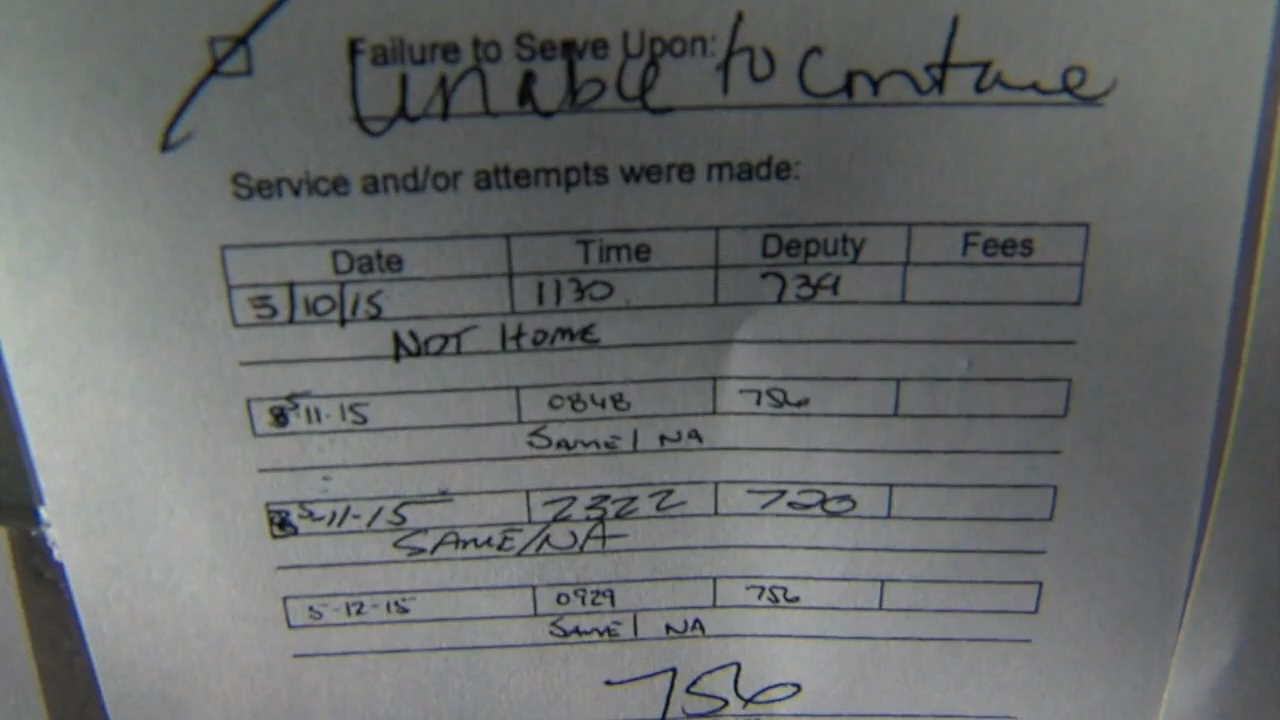 Failure to Serve Upon: unable to contane
Service and/or attempts were made:
Date Time Deputy Fees
5/10/15 1130 739
NOT HOME
5-11-15 0848 756
SAME/NA
5-11-15 2322 720
SAME/NA
5-12-15 0929 756
SAME/NA
756